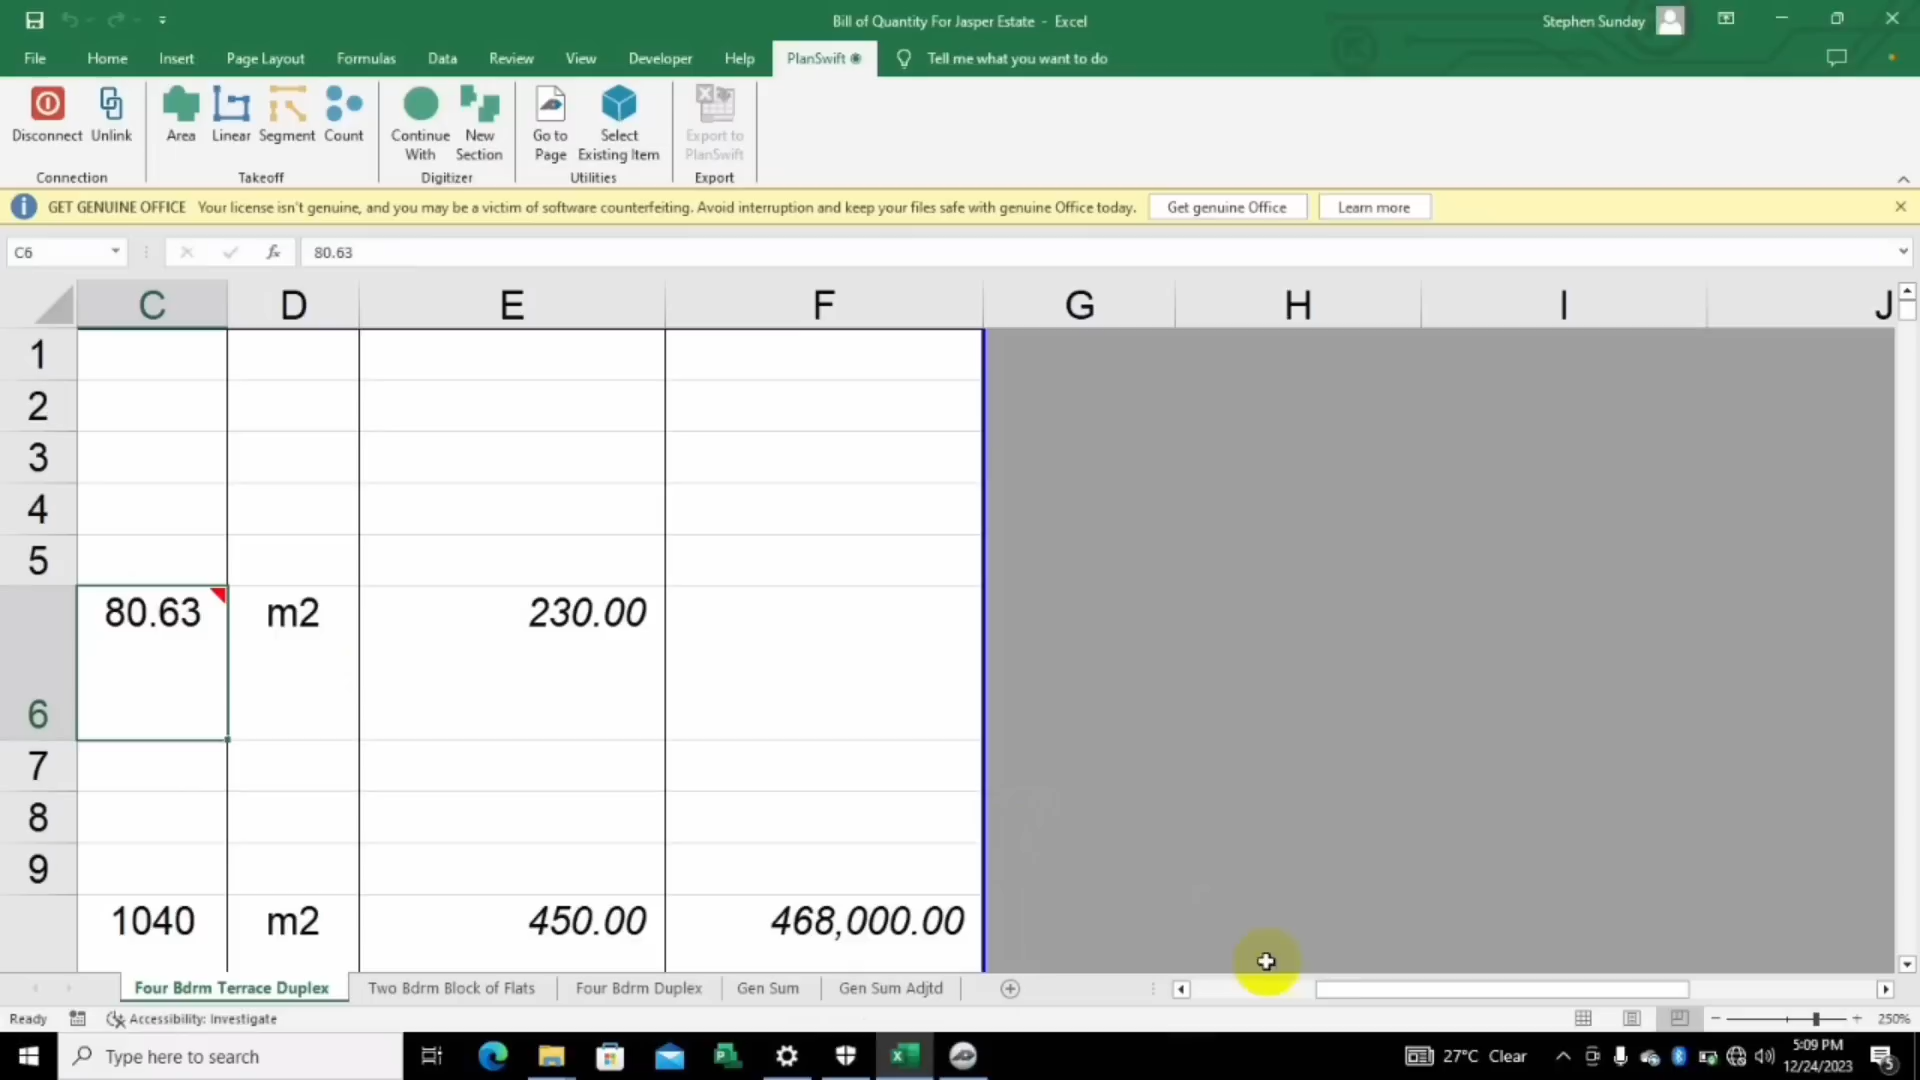 Bill of Quantity For Jasper Estate - Excel
Stephen Sunday
File Home Insert Page Layout Formulas Data Review View Developer Help PlanSwift Tell me what you want to do
Disconnect Unlink Area Linear Segment Count Continue With New Section Go to Page Select Existing Item Export to PlanSwift
Connection Takeoff Digitizer Utilities Export
GET GENUINE OFFICE Your license isn't genuine, and you may be a victim of software counterfeiting. Avoid interruption and keep your files safe with genuine Office today. Get genuine Office Learn more
C6 fx 80.63
C D E F G H I J
1
2
3
4
5
6 80.63 m2 230.00
7
8
9
1040 m2 450.00 468,000.00
Four Bdrm Terrace Duplex Two Bdrm Block of Flats Four Bdrm Duplex Gen Sum Gen Sum Adjtd
Ready Accessibility: Investigate 250%
Type here to search 27°C Clear 5:09 PM
12/24/2023 5